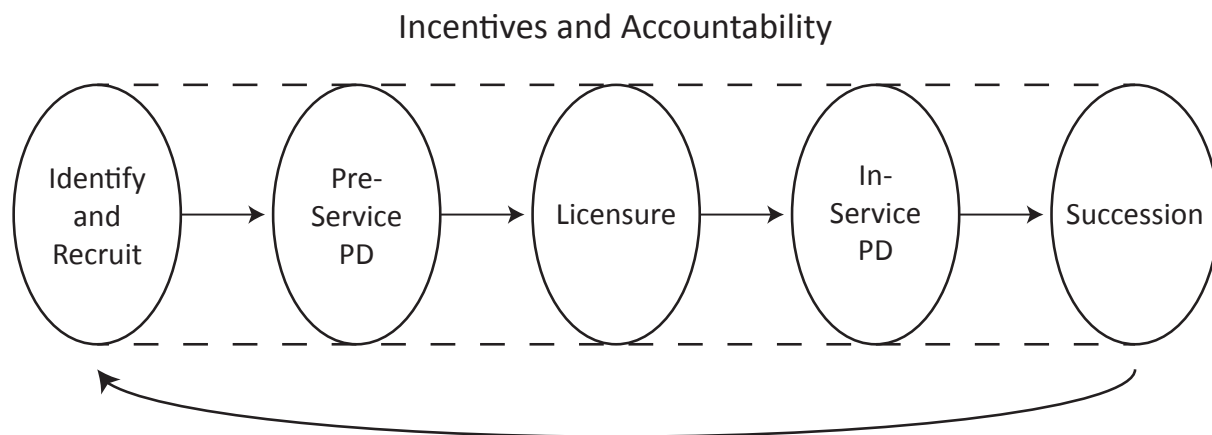 Incentives and Accountability
Identify
and
Recruit
Pre-
Service
PD
Licensure
In-
Service
PD
Succession